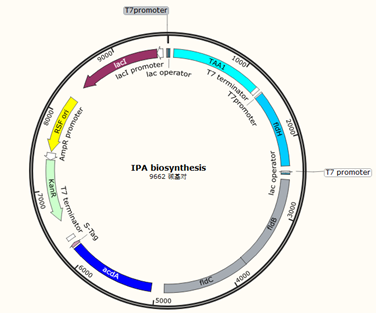 T7promoter
lacI
lacI promoter
lac operator
TAA1
T7 terminator
T7promoter
fldH
lac operator
T7 promoter
fldB
fldC
acdA
S-Tag
T7 terminator
KanR
AmpR promoter
RSF ori
IPA biosynthesis
9662 碱基对
1000
2000
3000
4000
5000
6000
7000
8000
9000